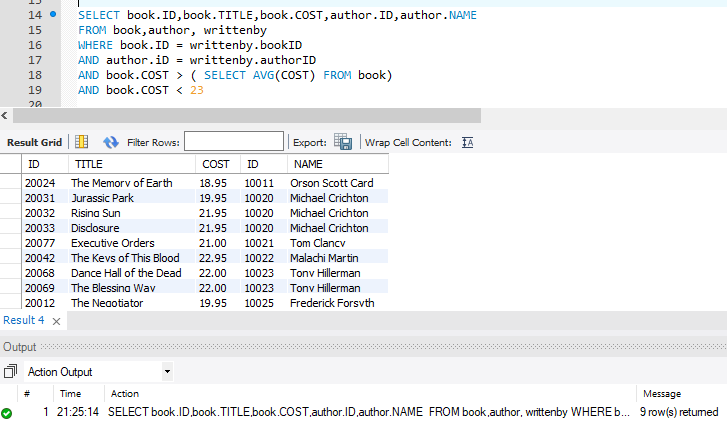 13
14 SELECT book.ID,book.TITLE,book.COST,author.ID,author.NAME
15 FROM book,author, writtenby
16 WHERE book.ID = writtenby.bookID
17 AND author.iD = writtenby.authorID
18 AND book.COST > ( SELECT AVG(COST) FROM book)
19 AND book.COST < 23
20
Result Grid Filter Rows: Export: Wrap Cell Content: IA
ID TITLE COST ID NAME
20024 The Memory of Earth 18.95 10011 Orson Scott Card
20031 Jurassic Park 19.95 10020 Michael Crichton
20032 Rising Sun 21.95 10020 Michael Crichton
20033 Disclosure 21.95 10020 Michael Crichton
20077 Executive Orders 21.00 10021 Tom Clancy
20042 The Keys of This Blood 22.95 10022 Malachi Martin
20068 Dance Hall of the Dead 22.00 10023 Tony Hillerman
20069 The Blessing Way 22.00 10023 Tony Hillerman
20012 The Negotiator 19.95 10025 Frederick Forsyth
Result 4 ×
Output
Action Output
# Time Action Message
1 21:25:14 SELECT book.ID,book.TITLE,book.COST,author.ID,author.NAME FROM book,author, writtenby WHERE b... 9 row(s) returned